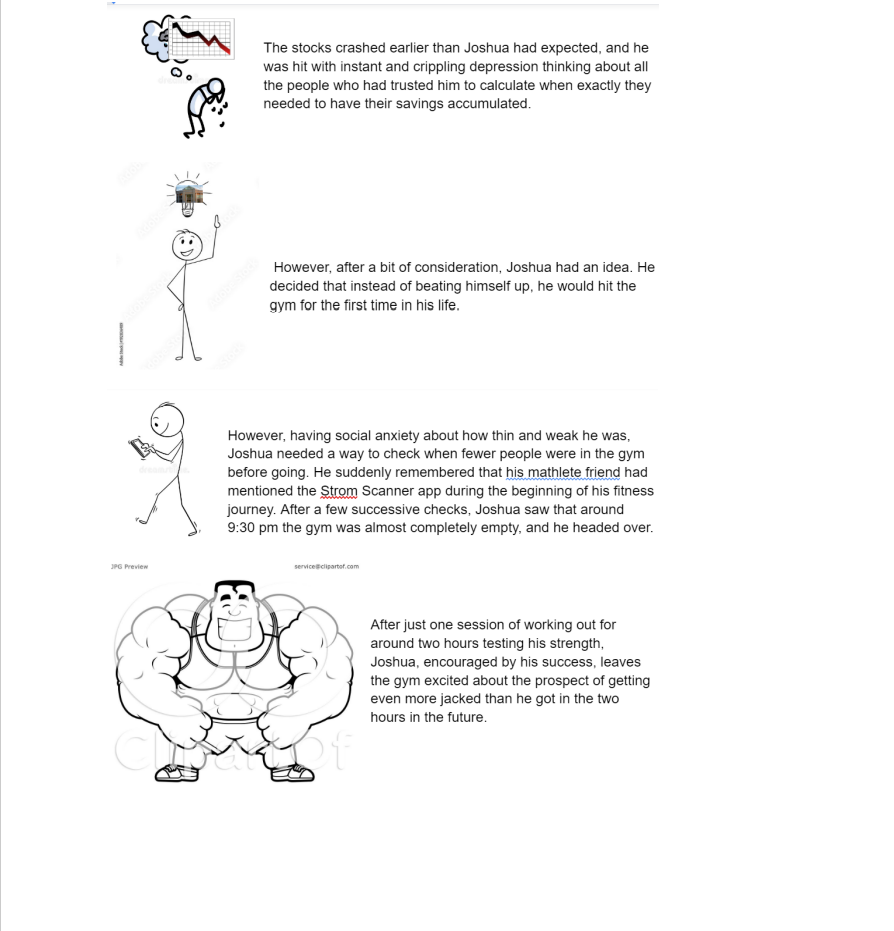 The stocks crashed earlier than Joshua had expected, and he
was hit with instant and crippling depression thinking about all
the people who had trusted him to calculate when exactly they
needed to have their savings accumulated.
However, after a bit of consideration, Joshua had an idea. He
decided that instead of beating himself up, he would hit the
gym for the first time in his life.
However, having social anxiety about how thin and weak he was,
Joshua needed a way to check when fewer people were in the gym
before going. He suddenly remembered that his mathlete friend had
mentioned the Strom Scanner app during the beginning of his fitness
journey. After a few successive checks, Joshua saw that around
9:30 pm the gym was almost completely empty, and he headed over.
JPG Preview service@clipartof.com
After just one session of working out for
around two hours testing his strength,
Joshua, encouraged by his success, leaves
the gym excited about the prospect of getting
even more jacked than he got in the two
hours in the future.
ClipartOf